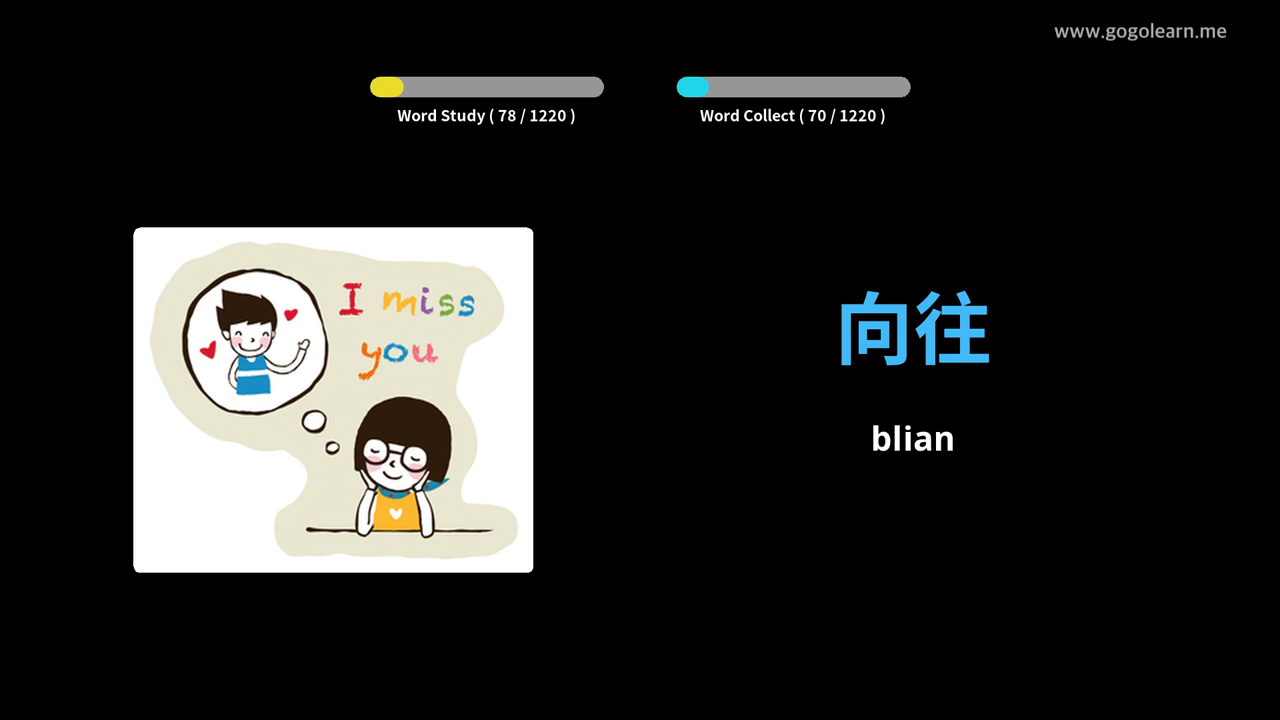 www.gogolearn.me
Word Study ( 78 / 1220 )
Word Collect ( 70 / 1220 )
I miss
you
向往
blian